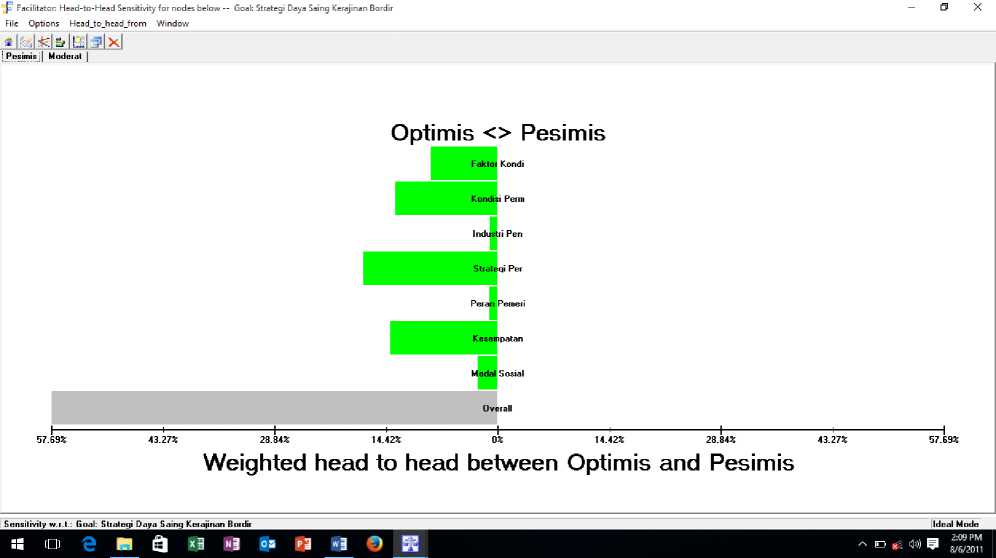 Facilitator: Head-to-Head Sensitivity for nodes below -- Goal: Strategi Daya Saing Kerajinan Bordir
File Options Head_to_head_from Window
Pesimis Moderat
Optimis <> Pesimis
Faktor Kondi
Kondisi Perm
Industri Pen
Strategi Per
Peran Pemeri
Kesempatan
Modal Sosial
Overall
57.69% 43.27% 28.84% 14.42% 0% 14.42% 28.84% 43.27% 57.69%
Weighted head to head between Optimis and Pesimis
Sensitivity w.r.t.: Goal: Strategi Daya Saing Kerajinan Bordir Ideal Mode
2:09 PM
8/6/2011